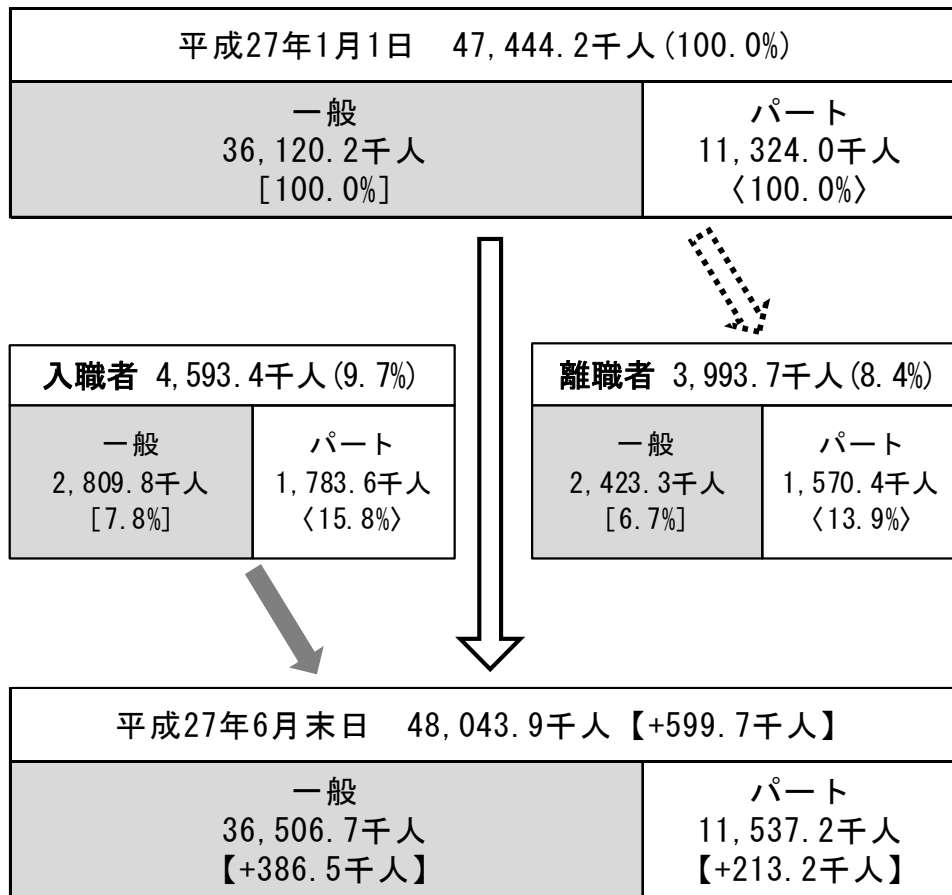 平成27年1月1日　47,444.2千人(100.0%)
一般
36,120.2千人
[100.0%]
パート
11,324.0千人
〈100.0%〉
入職者 4,593.4千人(9.7%)
一般
2,809.8千人
[7.8%]
パート
1,783.6千人
〈15.8%〉
離職者 3,993.7千人(8.4%)
一般
2,423.3千人
[6.7%]
パート
1,570.4千人
〈13.9%〉
平成27年6月末日　48,043.9千人【+599.7千人】
一般
36,506.7千人
【+386.5千人】
パート
11,537.2千人
【+213.2千人】